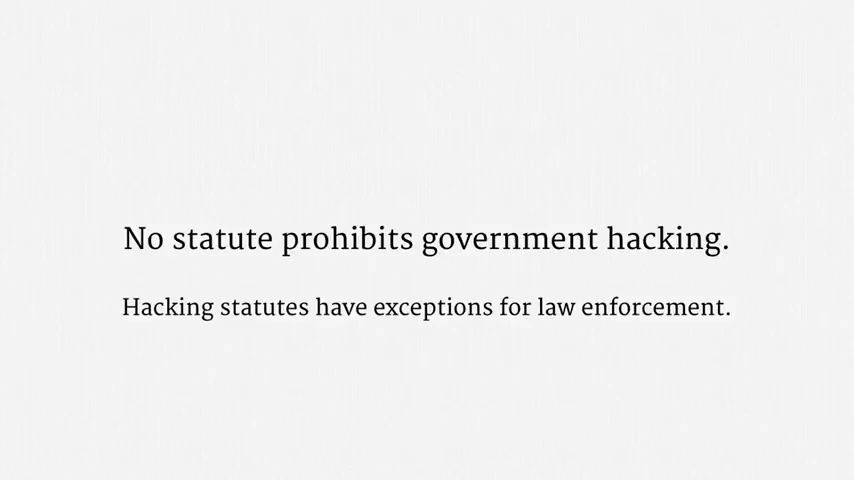 No statute prohibits government hacking.
Hacking statutes have exceptions for law enforcement.